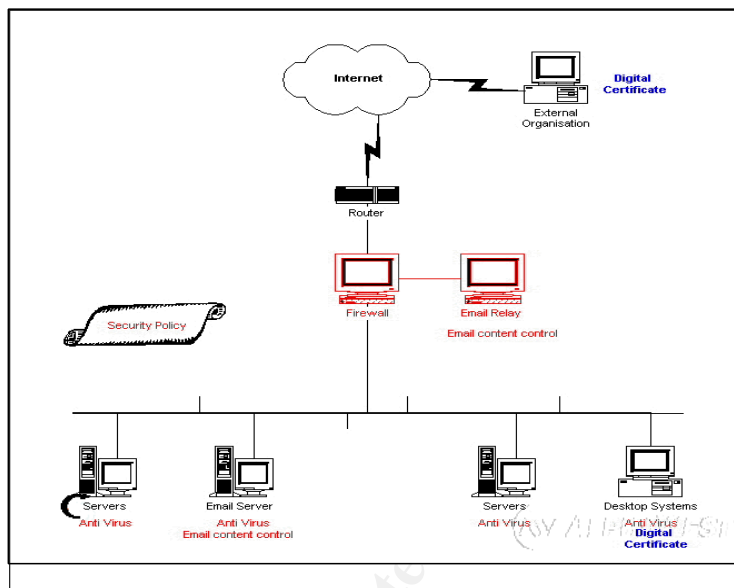 Internet
Digital
Certificate
External
Organisation
Router
Firewall
Email Relay
Email content control
Security Policy
Servers
Anti Virus
Email Server
Anti Virus
Email content control
Servers
Anti Virus
Desktop Systems
Anti Virus
Digital
Certificate